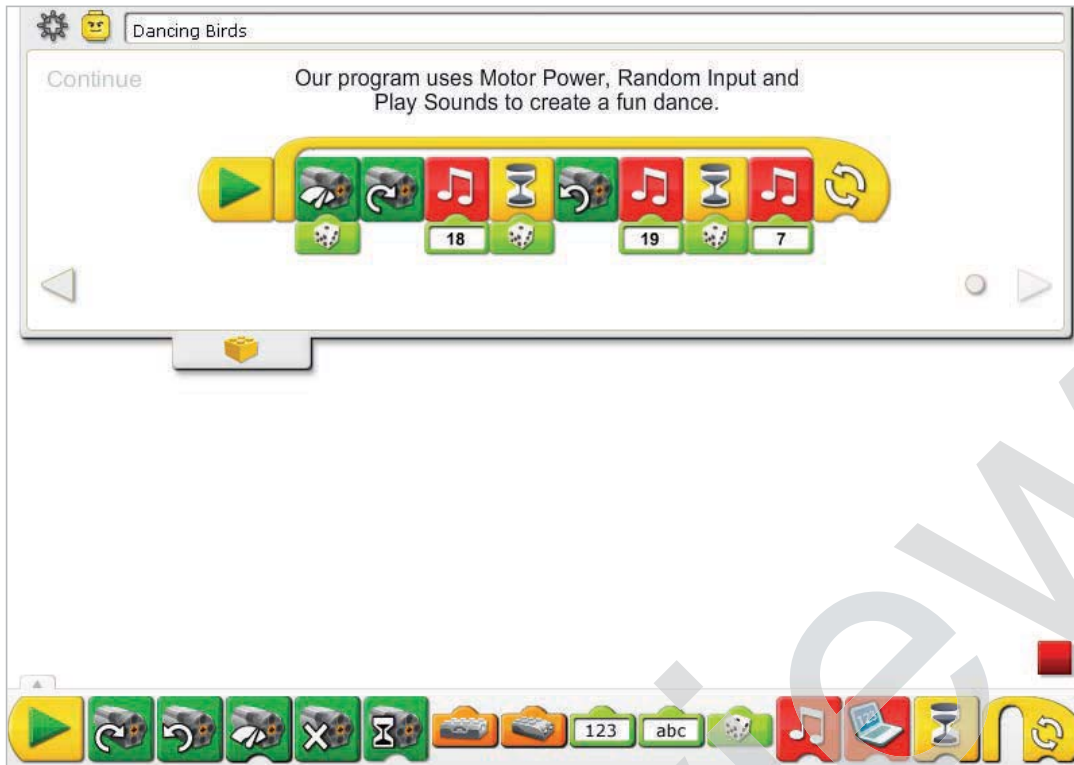 Dancing Birds
Continue
Our program uses Motor Power, Random Input and
Play Sounds to create a fun dance.
18 19 7
123 abc 123